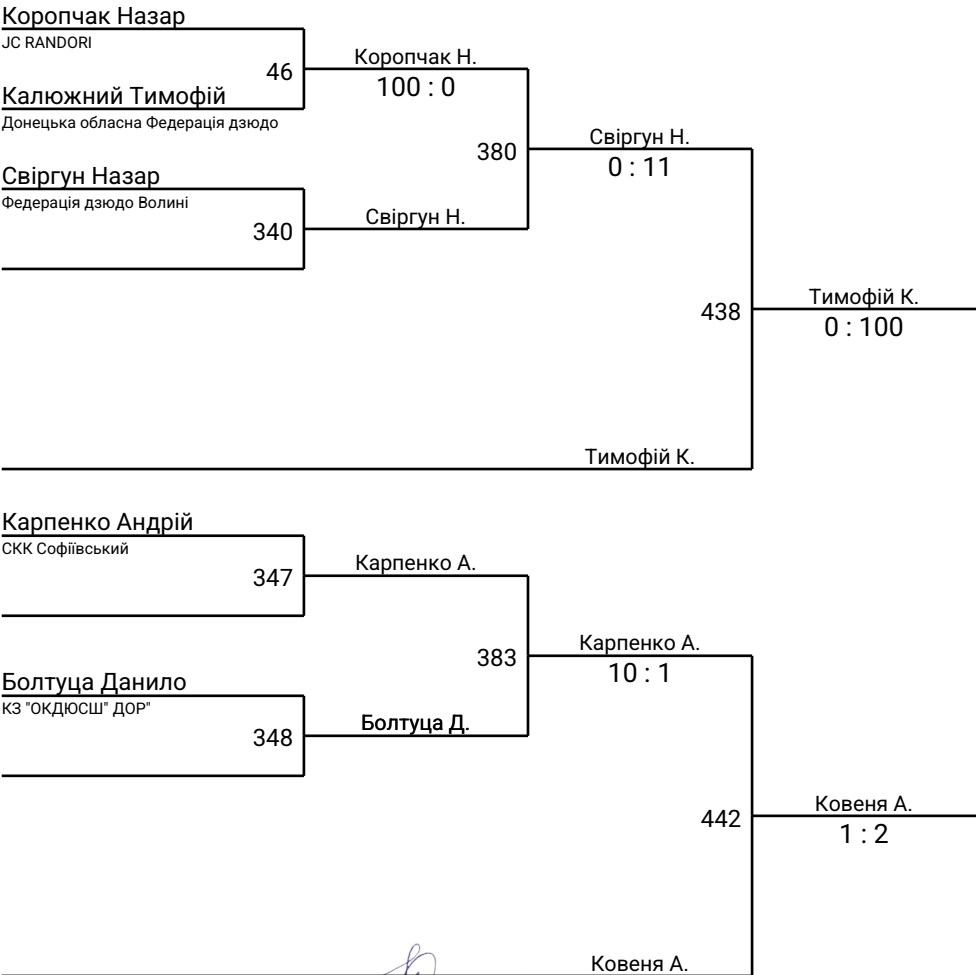 Коропчак Назар
JC RANDORI
46
Коропчак Н.
100 : 0
Калюжний Тимофій
Донецька обласна Федерація дзюдо
380
Свіргун Н.
0 : 11
Свіргун Назар
Федерація дзюдо Волині
340
Свіргун Н.
438
Тимофій К.
0 : 100
Тимофій К.
Карпенко Андрій
СКК Софіївський
347
Карпенко А.
383
Карпенко А.
10 : 1
Болтуца Данило
КЗ "ОКДЮСШ" ДОР"
348
Болтуца Д.
442
Ковеня А.
1 : 2
Ковеня А.